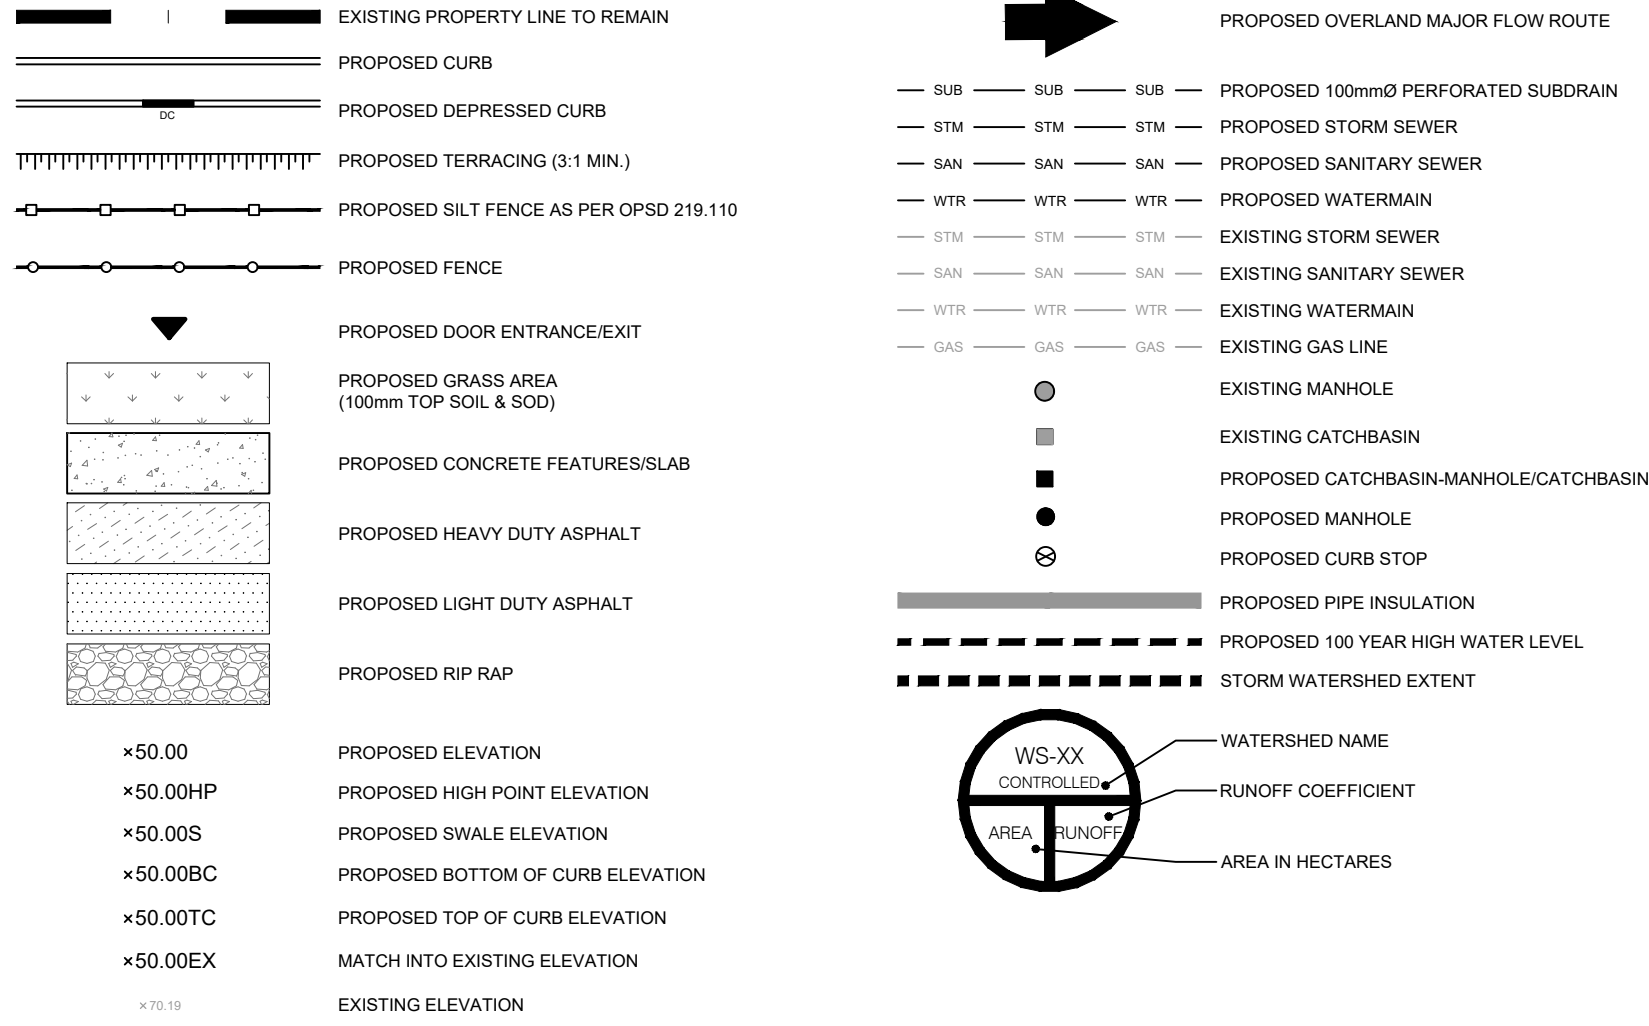 EXISTING PROPERTY LINE TO REMAIN
PROPOSED CURB
DC
PROPOSED DEPRESSED CURB
PROPOSED TERRACING (3:1 MIN.)
PROPOSED SILT FENCE AS PER OPSD 219.110
PROPOSED FENCE
PROPOSED DOOR ENTRANCE/EXIT
PROPOSED GRASS AREA
(100mm TOP SOIL & SOD)
PROPOSED CONCRETE FEATURES/SLAB
PROPOSED HEAVY DUTY ASPHALT
PROPOSED LIGHT DUTY ASPHALT
PROPOSED RIP RAP
×50.00 PROPOSED ELEVATION
×50.00HP PROPOSED HIGH POINT ELEVATION
×50.00S PROPOSED SWALE ELEVATION
×50.00BC PROPOSED BOTTOM OF CURB ELEVATION
×50.00TC PROPOSED TOP OF CURB ELEVATION
×50.00EX MATCH INTO EXISTING ELEVATION
×70.19 EXISTING ELEVATION
PROPOSED OVERLAND MAJOR FLOW ROUTE
SUB SUB SUB PROPOSED 100mmØ PERFORATED SUBDRAIN
STM STM STM PROPOSED STORM SEWER
SAN SAN SAN PROPOSED SANITARY SEWER
WTR WTR WTR PROPOSED WATERMAIN
STM STM STM EXISTING STORM SEWER
SAN SAN SAN EXISTING SANITARY SEWER
WTR WTR WTR EXISTING WATERMAIN
GAS GAS GAS EXISTING GAS LINE
EXISTING MANHOLE
EXISTING CATCHBASIN
PROPOSED CATCHBASIN-MANHOLE/CATCHBASIN
PROPOSED MANHOLE
PROPOSED CURB STOP
PROPOSED PIPE INSULATION
PROPOSED 100 YEAR HIGH WATER LEVEL
STORM WATERSHED EXTENT
WS-XX
CONTROLLED
AREA RUNOFF
WATERSHED NAME
RUNOFF COEFFICIENT
AREA IN HECTARES